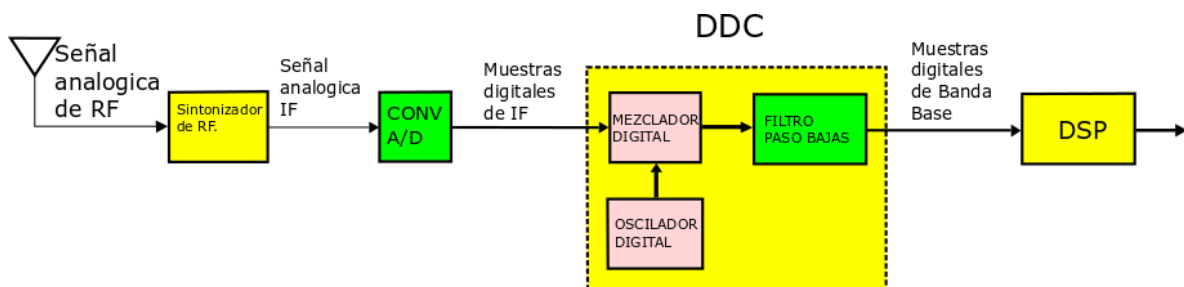 DDC
Señal
analogica
de RF
Sintonizador
de RF.
Señal
analogica
IF
CONV
A/D
Muestras
digitales
de IF
MEZCLADOR
DIGITAL
OSCILADOR
DIGITAL
FILTRO
PASO BAJAS
Muestras
digitales
de Banda
Base
DSP